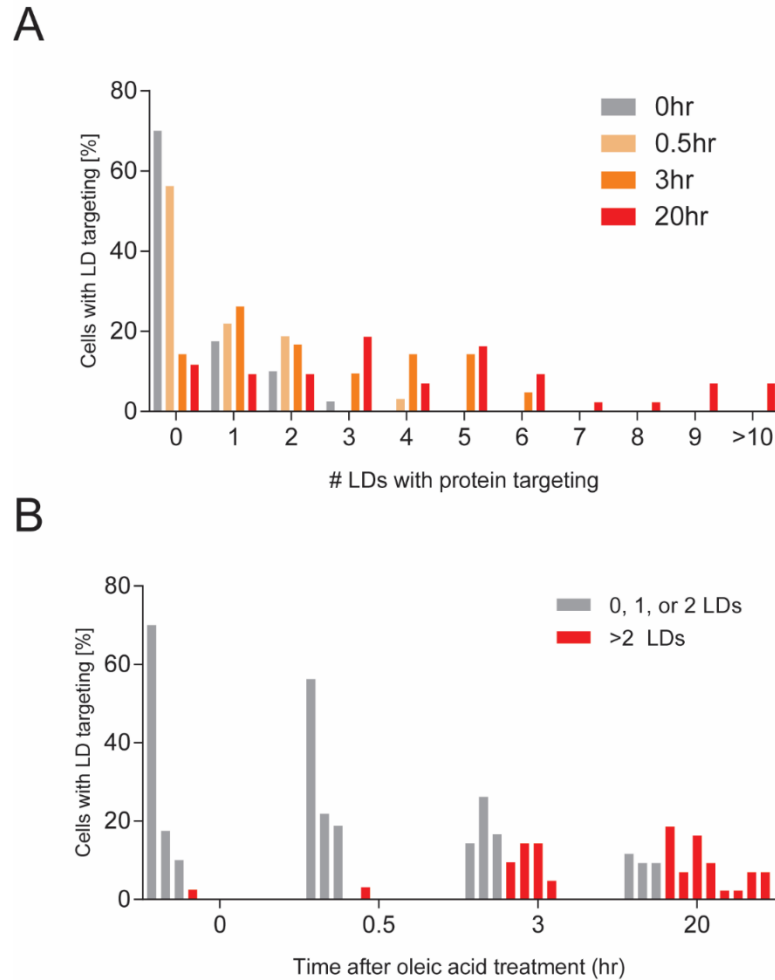 A
Cells with LD targeting [%]
80
60
40
20
0
0hr
0.5hr
3hr
20hr
0 1 2 3 4 5 6 7 8 9 >10
# LDs with protein targeting
B
Cells with LD targeting [%]
80
60
40
20
0
0, 1, or 2 LDs
>2 LDs
0 0.5 3 20
Time after oleic acid treatment (hr)